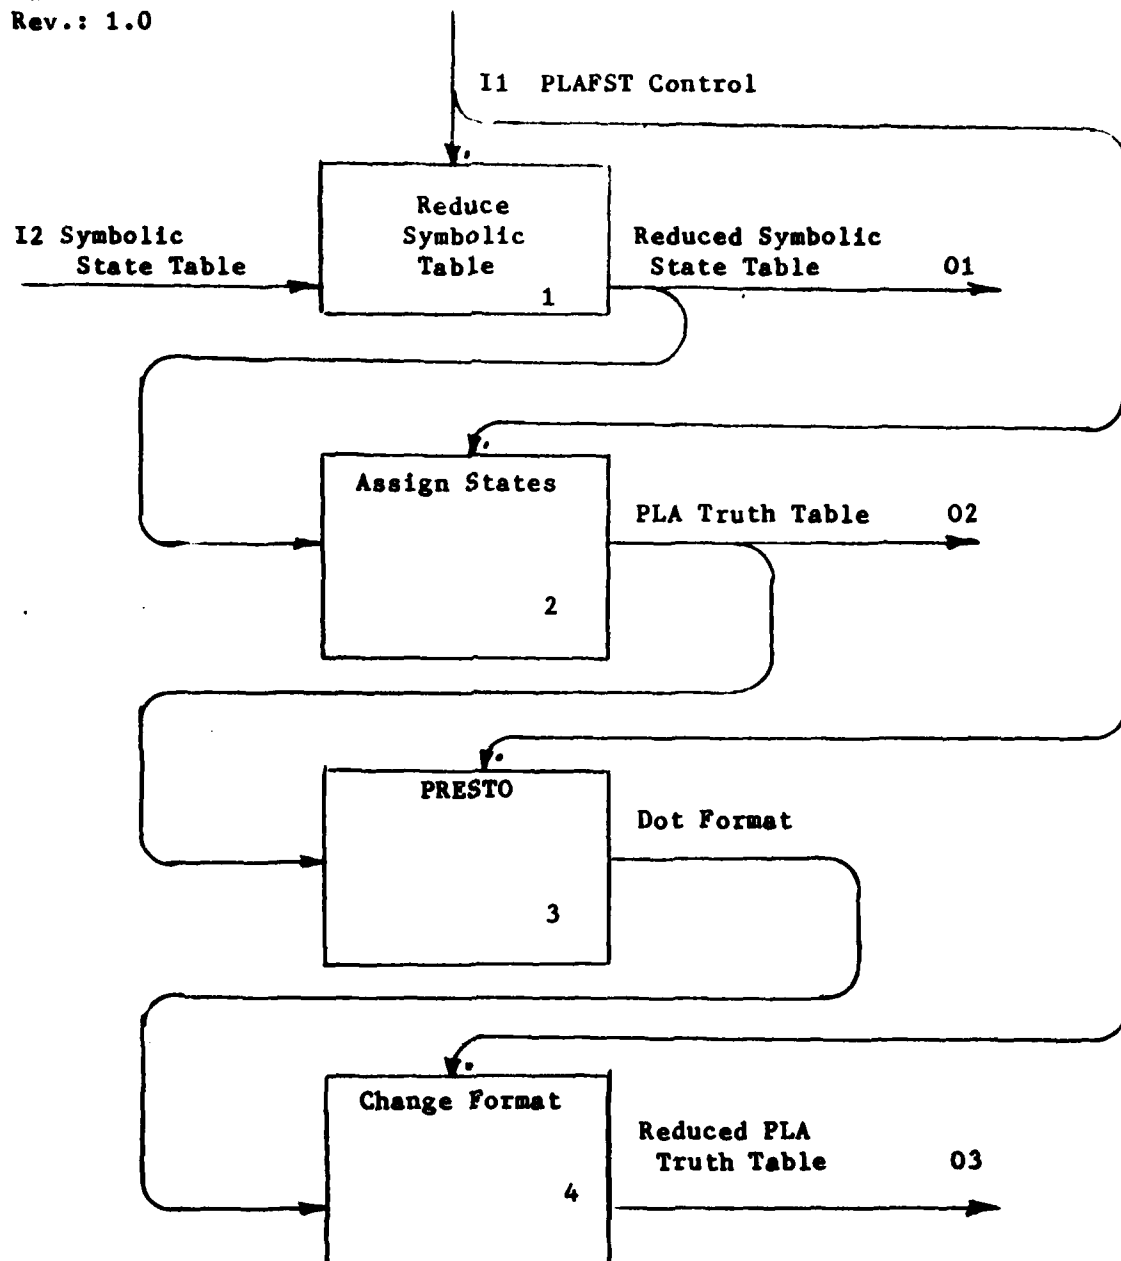 Rev.: 1.0
I1 PLAFST Control
Reduce
Symbolic
Table
1
I2 Symbolic
State Table
Reduced Symbolic
State Table O1
Assign States
2
PLA Truth Table O2
PRESTO
3
Dot Format
Change Format
4
Reduced PLA
Truth Table O3